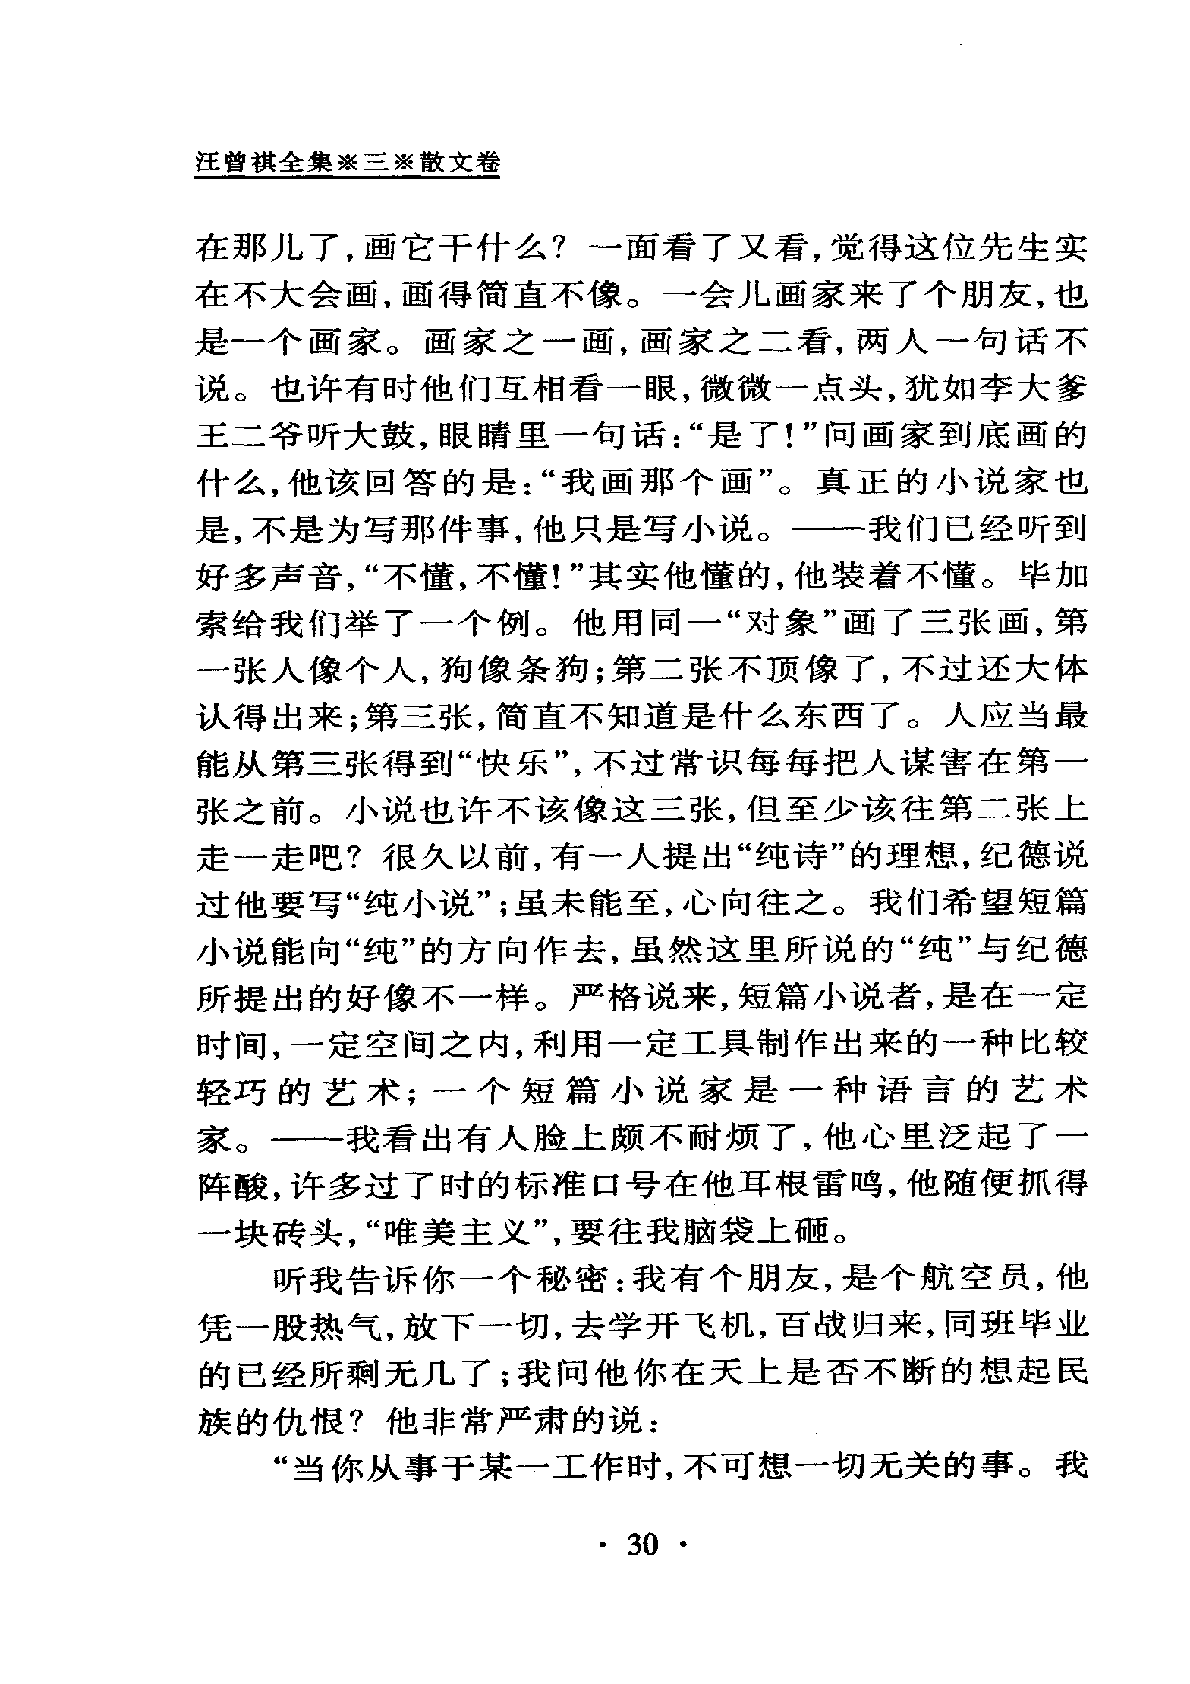 汪曾祺全集※三※散文卷
在那儿了,画它干什么?一面看了又看,觉得这位先生实
在不大会画,画得简直不像。一会儿画家来了个朋友,也
是一个画家。画家之一画,画家之二看,两人一句话不
说。也许有时他们互相看一眼,微微一点头,犹如李大爹
王二爷听大鼓,眼睛里一句话:“是了!”问画家到底画的
什么,他该回答的是:“我画那个画”。真正的小说家也
是,不是为写那件事,他只是写小说。——我们已经听到
好多声音,“不懂,不懂!”其实他懂的,他装着不懂。毕加
索给我们举了一个例。他用同一“对象”画了三张画,第
一张人像个人,狗像条狗;第二张不顶像了,不过还大体
认得出来;第三张,简直不知道是什么东西了。人应当最
能从第三张得到“快乐”,不过常识每每把人谋害在第一
张之前。小说也许不该像这三张,但至少该往第二张上
走一走吧?很久以前,有一人提出“纯诗”的理想,纪德说
过他要写“纯小说”;虽未能至,心向往之。我们希望短篇
小说能向“纯”的方向作去,虽然这里所说的“纯”与纪德
所提出的好像不一样。严格说来,短篇小说者,是在一定
时间,一定空间之内,利用一定工具制作出来的一种比较
轻巧的艺术;一个短篇小说家是一种语言的艺术
家。——我看出有人脸上颇不耐烦了,他心里泛起了一
阵酸,许多过了时的标准口号在他耳根雷鸣,他随便抓得
一块砖头,“唯美主义”,要往我脑袋上砸。
听我告诉你一个秘密:我有个朋友,是个航空员,他
凭一股热气,放下一切,去学开飞机,百战归来,同班毕业
的已经所剩无几了;我问他你在天上是否不断的想起民
族的仇恨?他非常严肃的说:
“当你从事于某一工作时,不可想一切无关的事。我
·30·